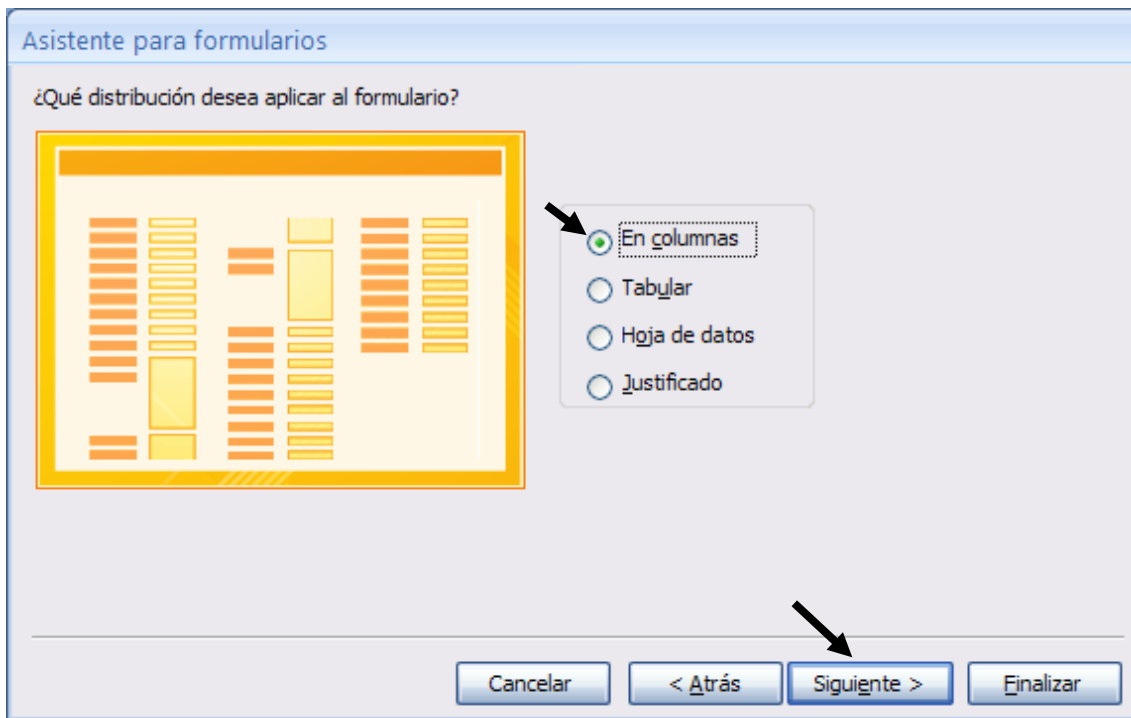 Asistente para formularios
¿Qué distribución desea aplicar al formulario?
En columnas
Tabular
Hoja de datos
Justificado
Cancelar
< Atrás
Siguiente >
Finalizar